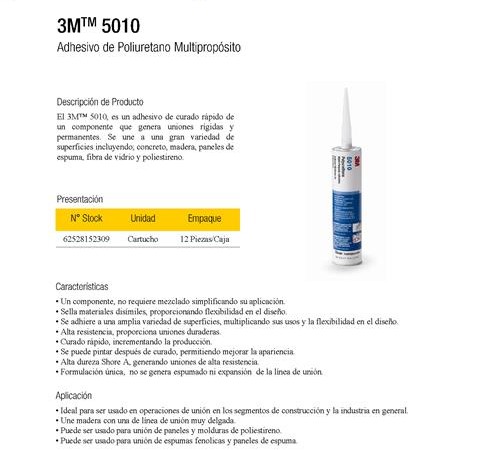 3M™ 5010
Adhesivo de Poliuretano Multipropósito
Descripción de Producto
El 3M™ 5010, es un adhesivo de curado rápido de
un componente que genera uniones rígidas y
permanentes. Se une a una gran variedad de
superficies incluyendo, concreto, madera, paneles de
espuma, fibra de vidrio y poliestireno.
Presentación
N° Stock Unidad Empaque
62528152309 Cartucho 12 Piezas/Caja
3M
5010
Características
• Un componente, no requiere mezclado simplificando su aplicación.
• Sella materiales disímiles, proporcionando flexibilidad en el diseño.
• Se adhiere a una amplia variedad de superficies, multiplicando sus usos y la flexibilidad en el diseño.
• Alta resistencia, proporciona uniones duraderas.
• Curado rápido, incrementando la producción.
• Se puede pintar después de curado, permitiendo mejorar la apariencia.
• Alta dureza Shore A, generando uniones de alta resistencia.
• Formulación única, no se genera espumado ni expansión de la línea de unión.
Aplicación
• Ideal para ser usado en operaciones de unión en los segmentos de construcción y la industria en general.
• Une madera con una de línea de unión muy delgada.
• Puede ser usado para unión de paneles y molduras de poliestireno.
• Puede ser usado para unión de espumas fenolicas y paneles de espuma.